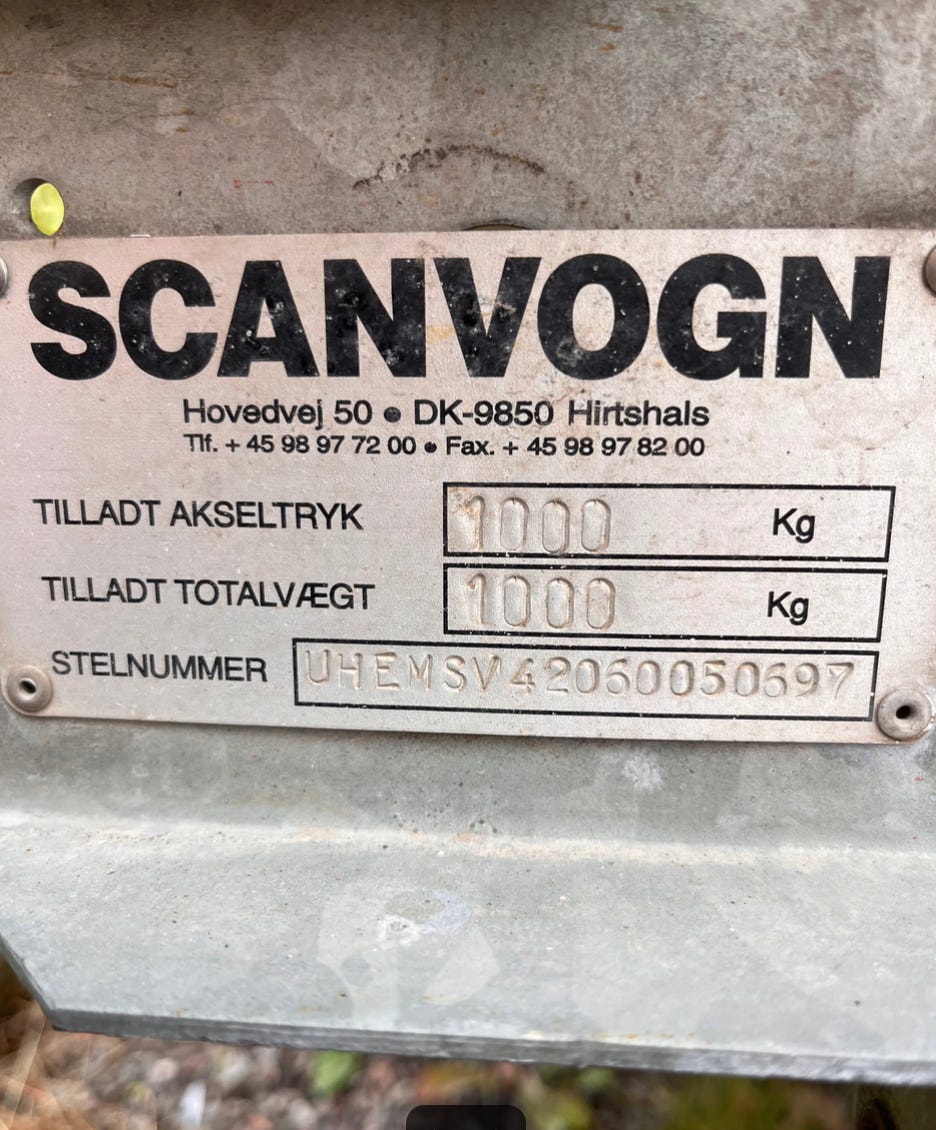 SCANVOGN
Hovedvej 50 • DK-9850 Hirtshals
Tlf. + 45 98 97 72 00 • Fax. + 45 98 97 82 00
TILLADT AKSELTRYK 1000 Kg
TILLADT TOTALVÆGT 1000 Kg
STELNUMMER UHEMSV42060050697